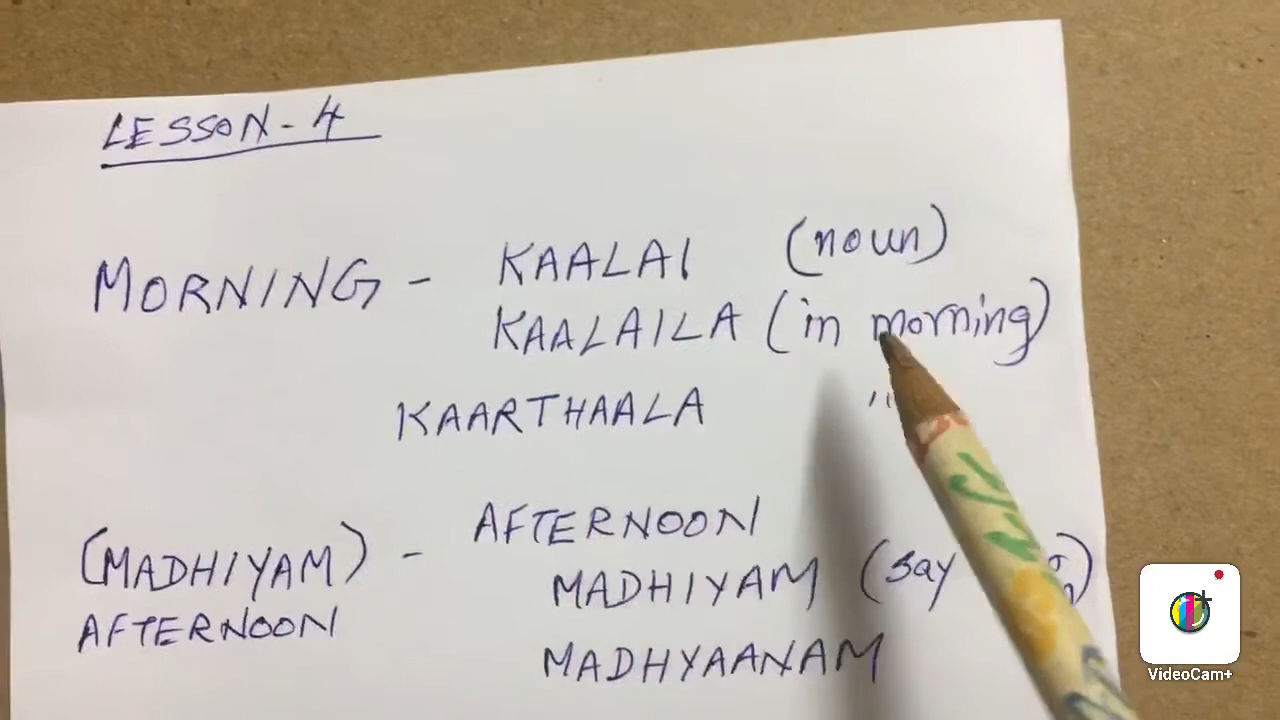 LESSON - 4
MORNING - KAALAI (noun)
KAALAILA (in morning)
KAARTHAALA "
(MADHIYAM) - AFTERNOON
MADHIYAM (say
AFTERNOON
MADHYAANAM
VideoCam+